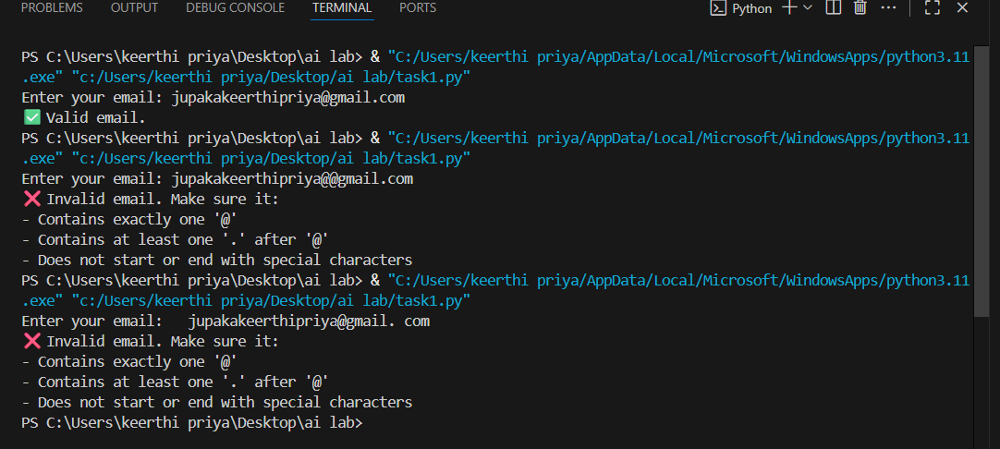 PROBLEMS OUTPUT DEBUG CONSOLE TERMINAL PORTS Python
PS C:\Users\keerthi priya\Desktop\ai lab> & "C:/Users/keerthi priya/AppData/Local/Microsoft/WindowsApps/python3.11
.exe" "c:/Users/keerthi priya/Desktop/ai lab/task1.py"
Enter your email: jupakakeerthipriya@gmail.com
✅ Valid email.
PS C:\Users\keerthi priya\Desktop\ai lab> & "C:/Users/keerthi priya/AppData/Local/Microsoft/WindowsApps/python3.11
.exe" "c:/Users/keerthi priya/Desktop/ai lab/task1.py"
Enter your email: jupakakeerthipriya@@gmail.com
❌ Invalid email. Make sure it:
- Contains exactly one '@'
- Contains at least one '.' after '@'
- Does not start or end with special characters
PS C:\Users\keerthi priya\Desktop\ai lab> & "C:/Users/keerthi priya/AppData/Local/Microsoft/WindowsApps/python3.11
.exe" "c:/Users/keerthi priya/Desktop/ai lab/task1.py"
Enter your email:   jupakakeerthipriya@gmail. com
❌ Invalid email. Make sure it:
- Contains exactly one '@'
- Contains at least one '.' after '@'
- Does not start or end with special characters
PS C:\Users\keerthi priya\Desktop\ai lab>